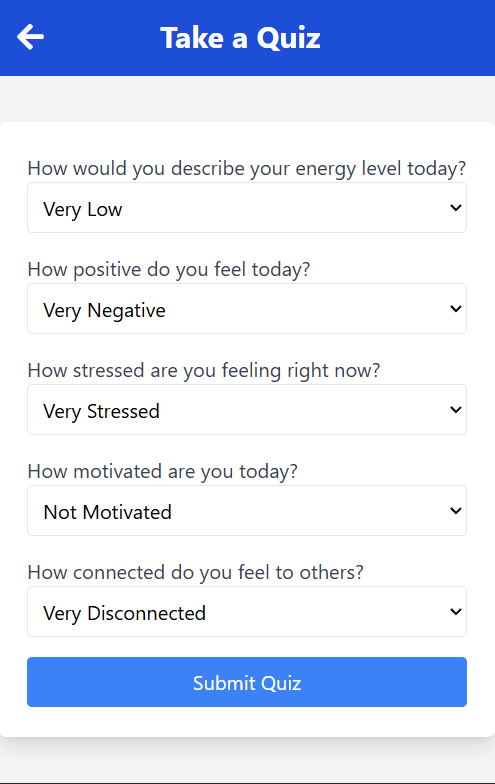 Take a Quiz
How would you describe your energy level today?
Very Low
How positive do you feel today?
Very Negative
How stressed are you feeling right now?
Very Stressed
How motivated are you today?
Not Motivated
How connected do you feel to others?
Very Disconnected
Submit Quiz